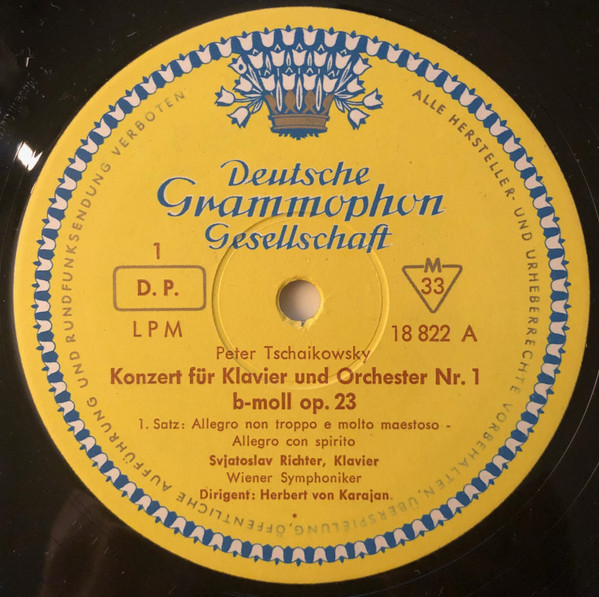 ALLE HERSTELLER- UND URHEBERRECHTE VORBEHALTEN, ÜBERSPIELUNG, ÖFFENTLICHE AUFFÜHRUNG UND RUNDFUNKSENDUNG VERBOTEN
Deutsche
Grammophon
Gesellschaft
1
D. P.
LPM
M
33
18 822 A
Peter Tschaikowsky
Konzert für Klavier und Orchester Nr. 1
b-moll op. 23
1. Satz: Allegro non troppo e molto maestoso -
Allegro con spirito
Svjatoslav Richter, Klavier
Wiener Symphoniker
Dirigent: Herbert von Karajan